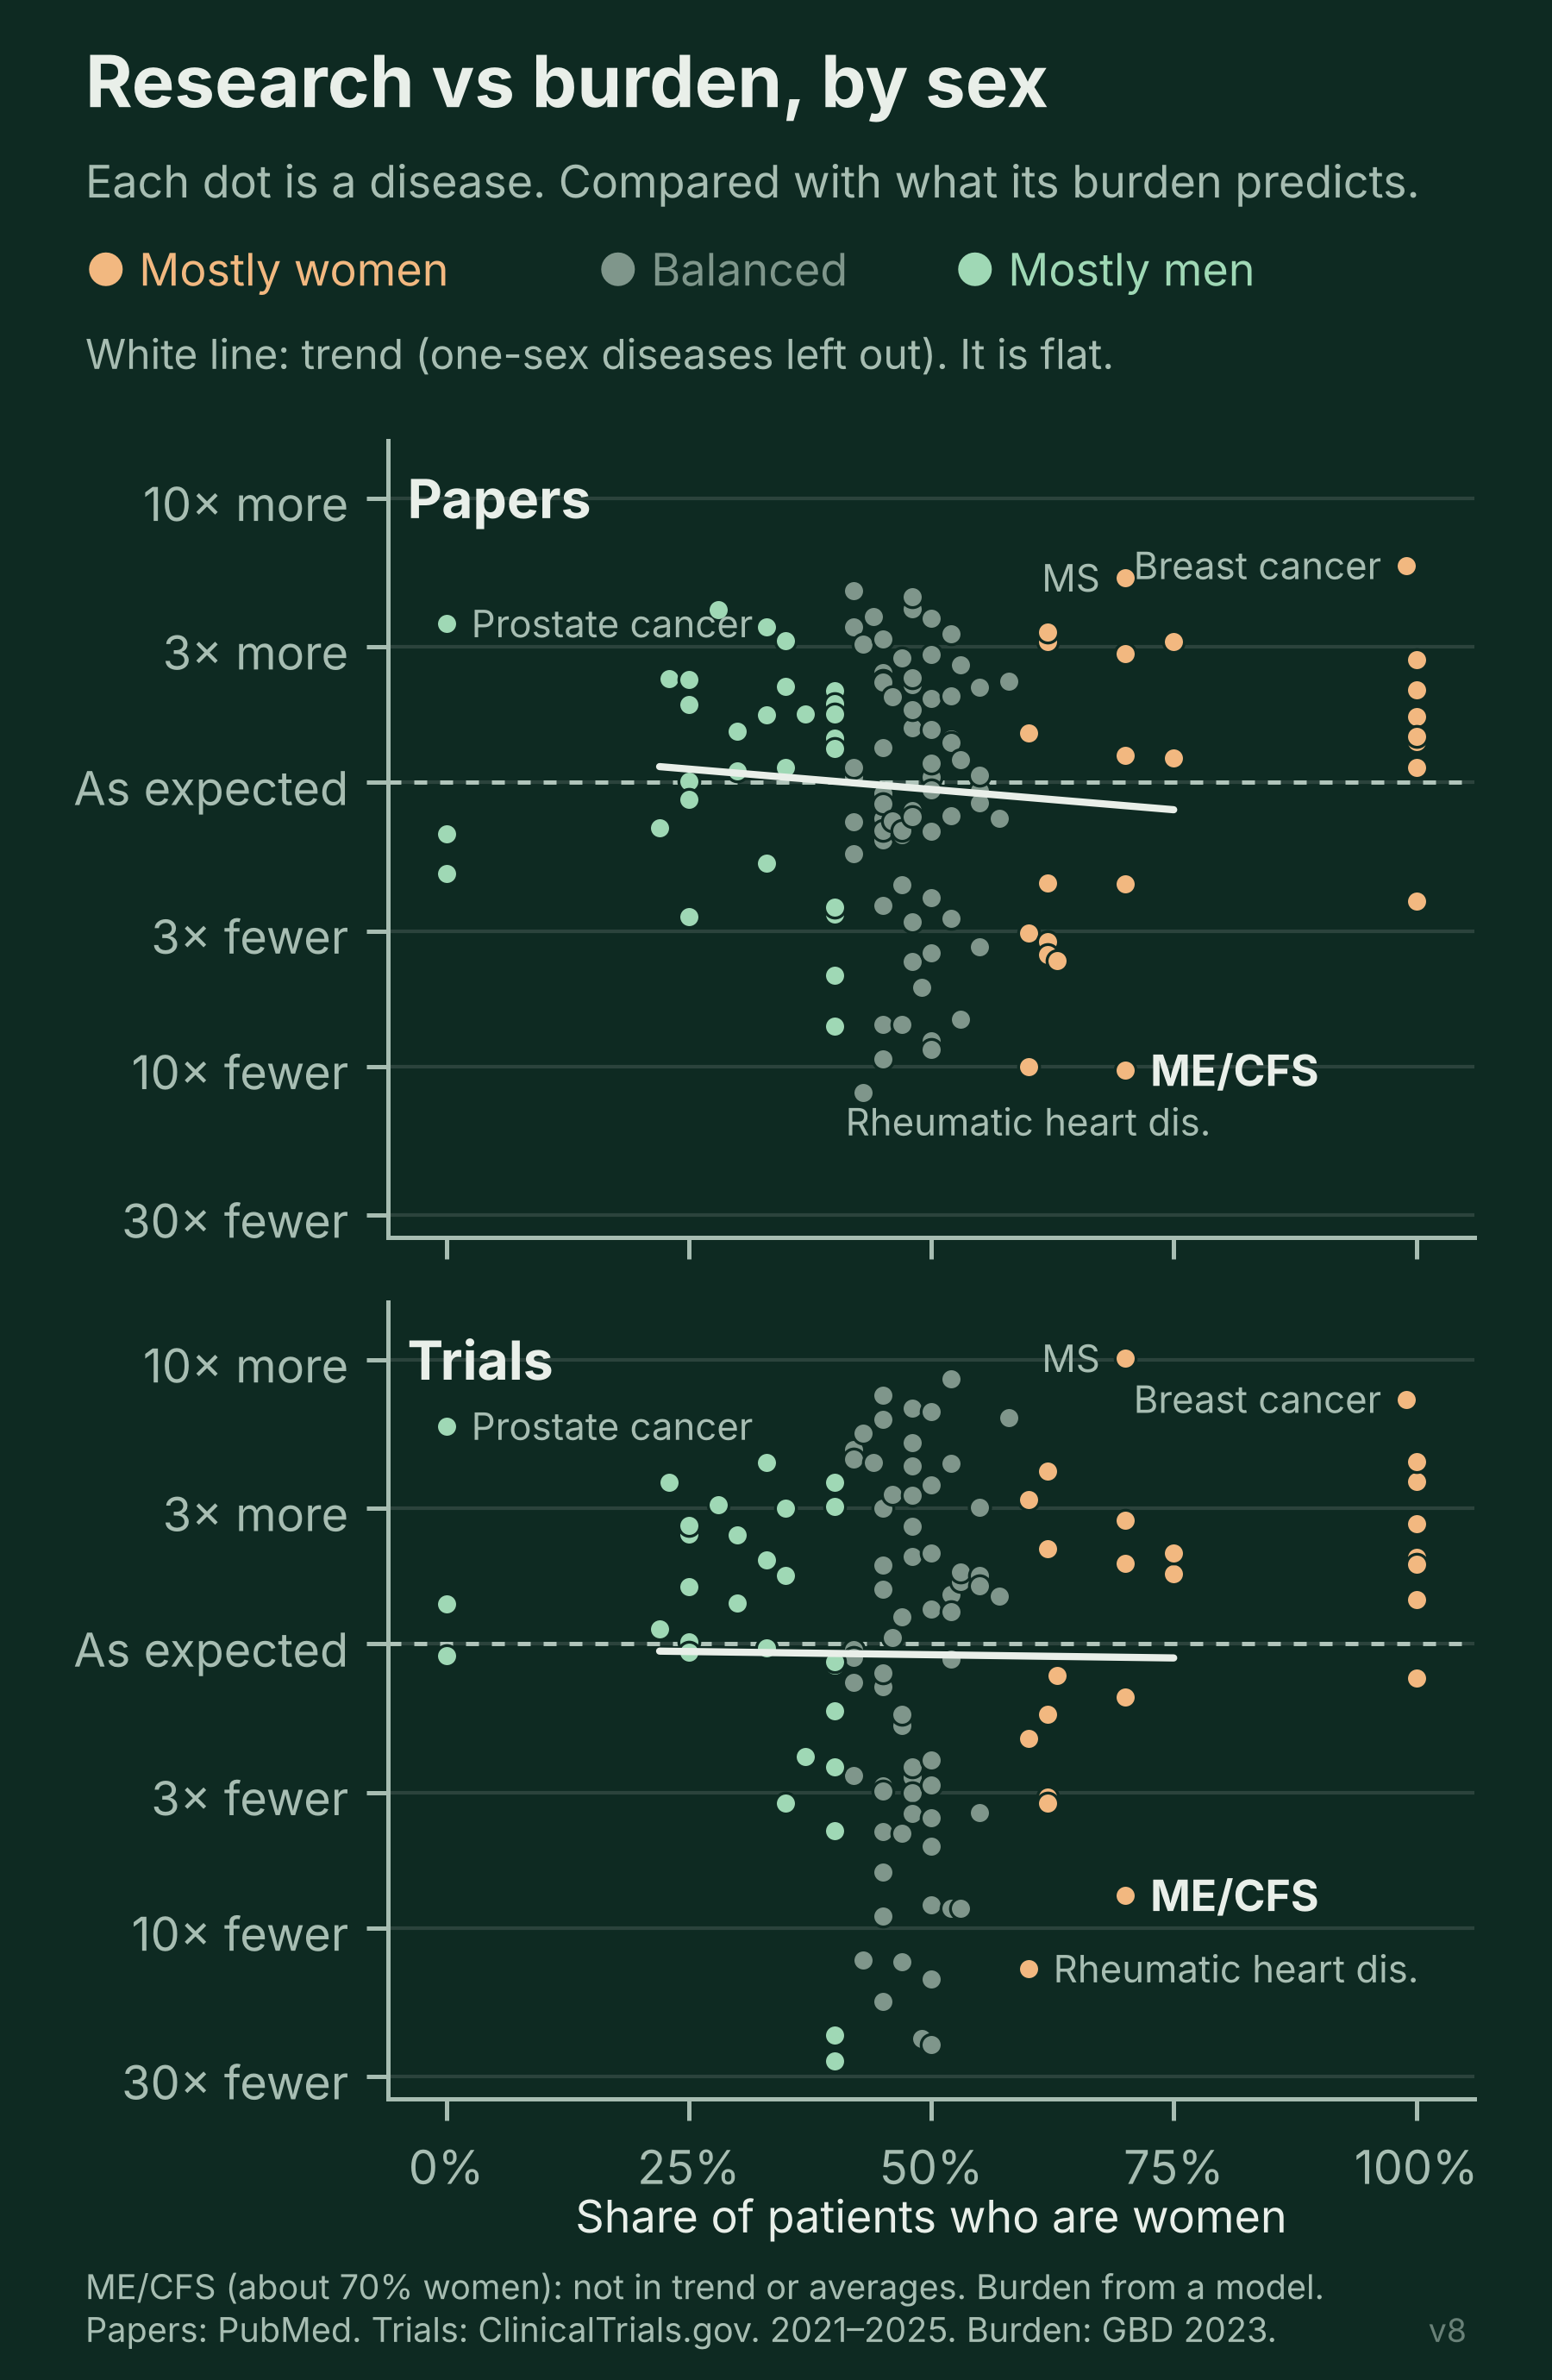 Research vs burden, by sex
Each dot is a disease. Compared with what its burden predicts.
Mostly women Balanced Mostly men
White line: trend (one-sex diseases left out). It is flat.
Papers
10× more
MS
Breast cancer
Prostate cancer
3× more
As expected
3× fewer
10× fewer
ME/CFS
Rheumatic heart dis.
30× fewer
Trials
10× more
MS
Breast cancer
Prostate cancer
3× more
As expected
3× fewer
ME/CFS
10× fewer
Rheumatic heart dis.
30× fewer
0% 25% 50% 75% 100%
Share of patients who are women
ME/CFS (about 70% women): not in trend or averages. Burden from a model.
Papers: PubMed. Trials: ClinicalTrials.gov. 2021–2025. Burden: GBD 2023.
v8